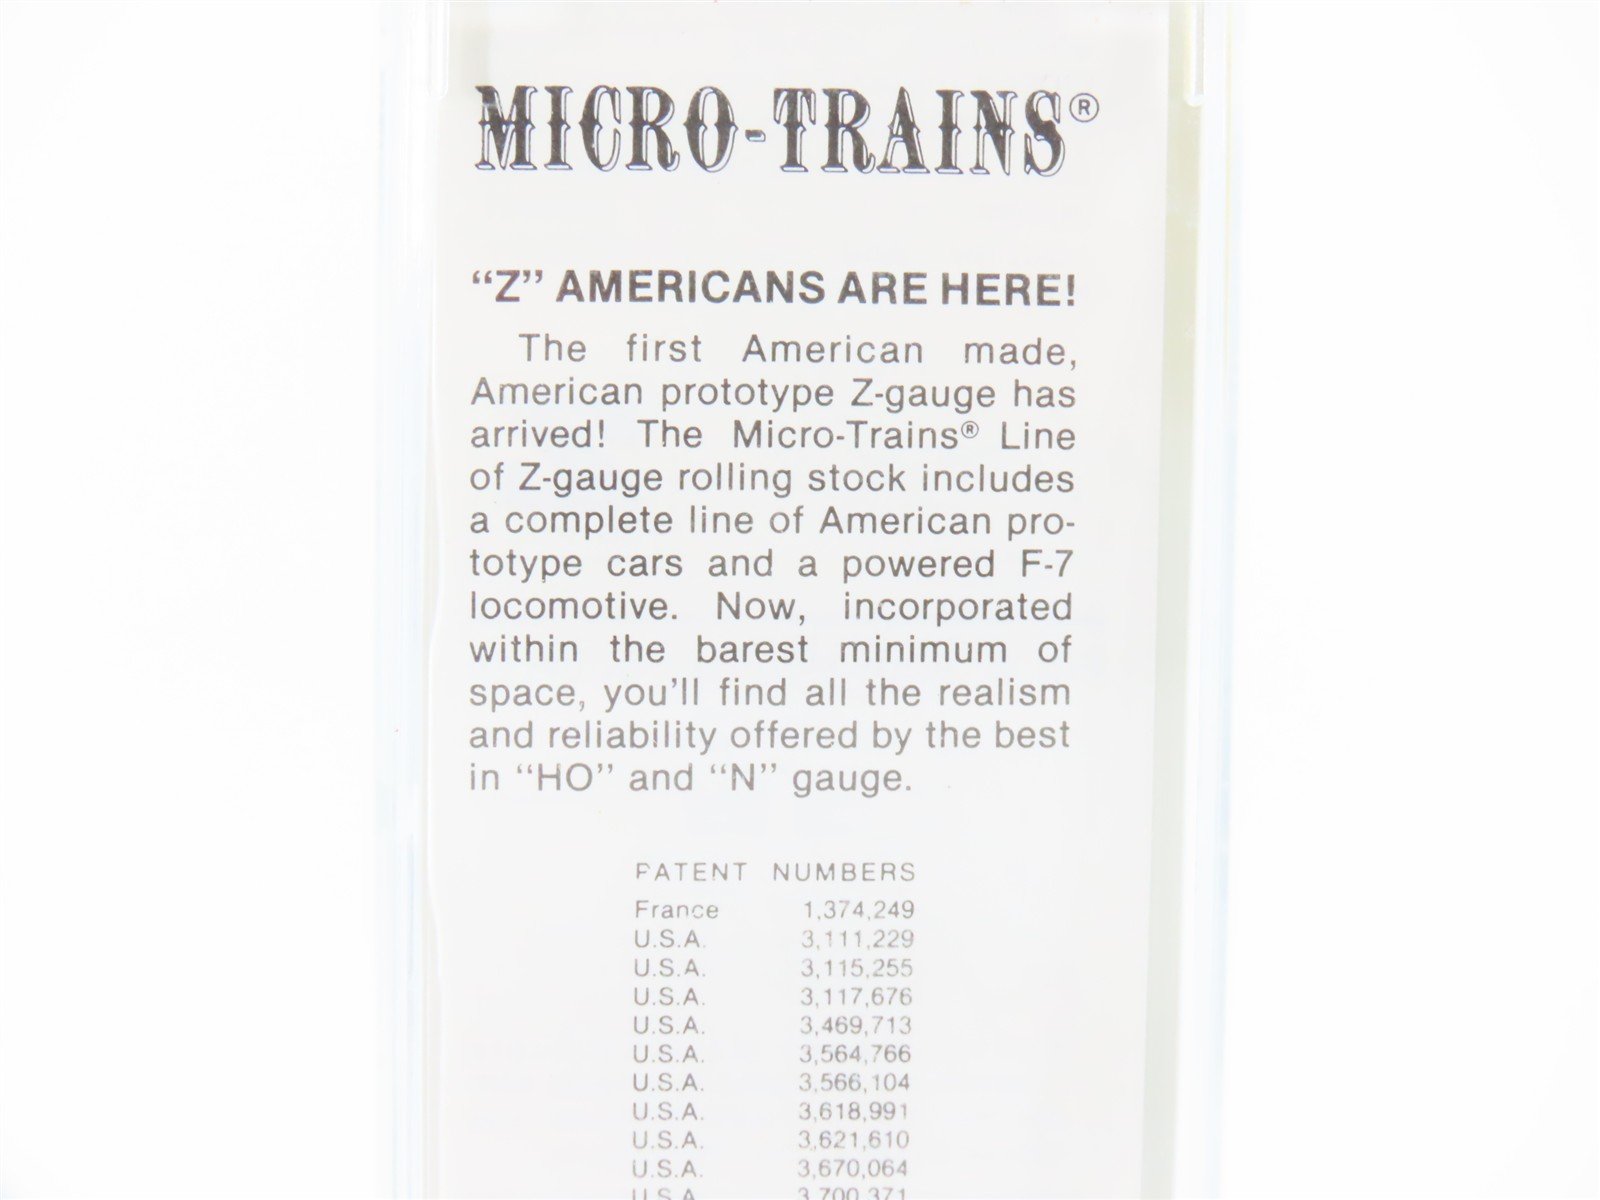 MICRO-TRAINS®
“Z” AMERICANS ARE HERE!
The first American made,
American prototype Z-gauge has
arrived! The Micro-Trains® Line
of Z-gauge rolling stock includes
a complete line of American pro-
totype cars and a powered F-7
locomotive. Now, incorporated
within the barest minimum of
space, you'll find all the realism
and reliability offered by the best
in “HO” and “N” gauge.
PATENT NUMBERS
France 1,374,249
U.S.A. 3,111,229
U.S.A. 3,115,255
U.S.A. 3,117,676
U.S.A. 3,469,713
U.S.A. 3,564,766
U.S.A. 3,566,104
U.S.A. 3,618,991
U.S.A. 3,621,610
U.S.A. 3,670,064
U.S.A. 3,700,371